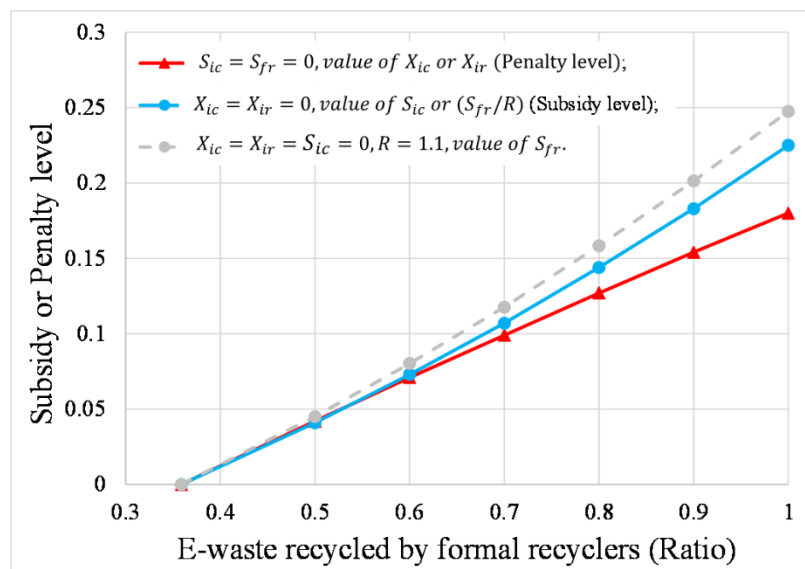 0.3
S_ic = S_fr = 0, value of X_ic or X_ir (Penalty level);
0.25
X_ic = X_ir = 0, value of S_ic or (S_fr/R) (Subsidy level);
X_ic = X_ir = S_ic = 0, R = 1.1, value of S_fr.
0.2
0.15
0.1
0.05
0
Subsidy or Penalty level
0.3 0.4 0.5 0.6 0.7 0.8 0.9 1
E-waste recycled by formal recyclers (Ratio)